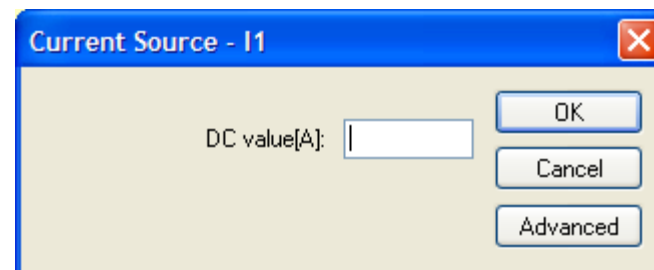 Current Source - I1
DC value[A]:
OK
Cancel
Advanced